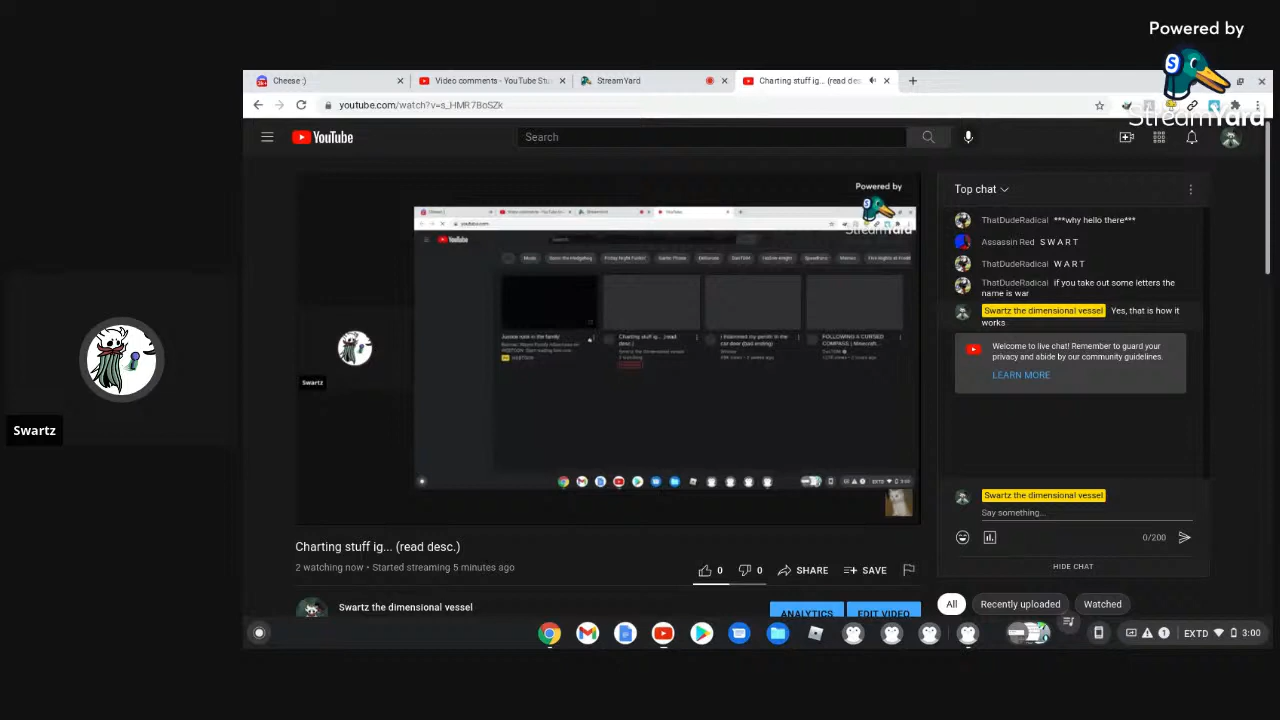 Powered by
StreamYard
Cheese :)
Video comments - YouTube Stu
StreamYard
Charting stuff ig... (read des
youtube.com/watch?v=s_HMR7BoSZk
YouTube
Search
Powered by
Swartz
Charting stuff ig... (read desc.)
2 watching now • Started streaming 5 minutes ago
0
0
SHARE
SAVE
Swartz the dimensional vessel
ANALYTICS
EDIT VIDEO
Top chat
ThatDudeRadical ***why hello there***
Assassin Red S W A R T
ThatDudeRadical W A R T
ThatDudeRadical if you take out some letters the
name is war
Swartz the dimensional vessel Yes, that is how it
works
Welcome to live chat! Remember to guard your
privacy and abide by our community guidelines.
LEARN MORE
Swartz the dimensional vessel
Say something...
0/200
HIDE CHAT
All
Recently uploaded
Watched
Swartz
1
EXTD
3:00